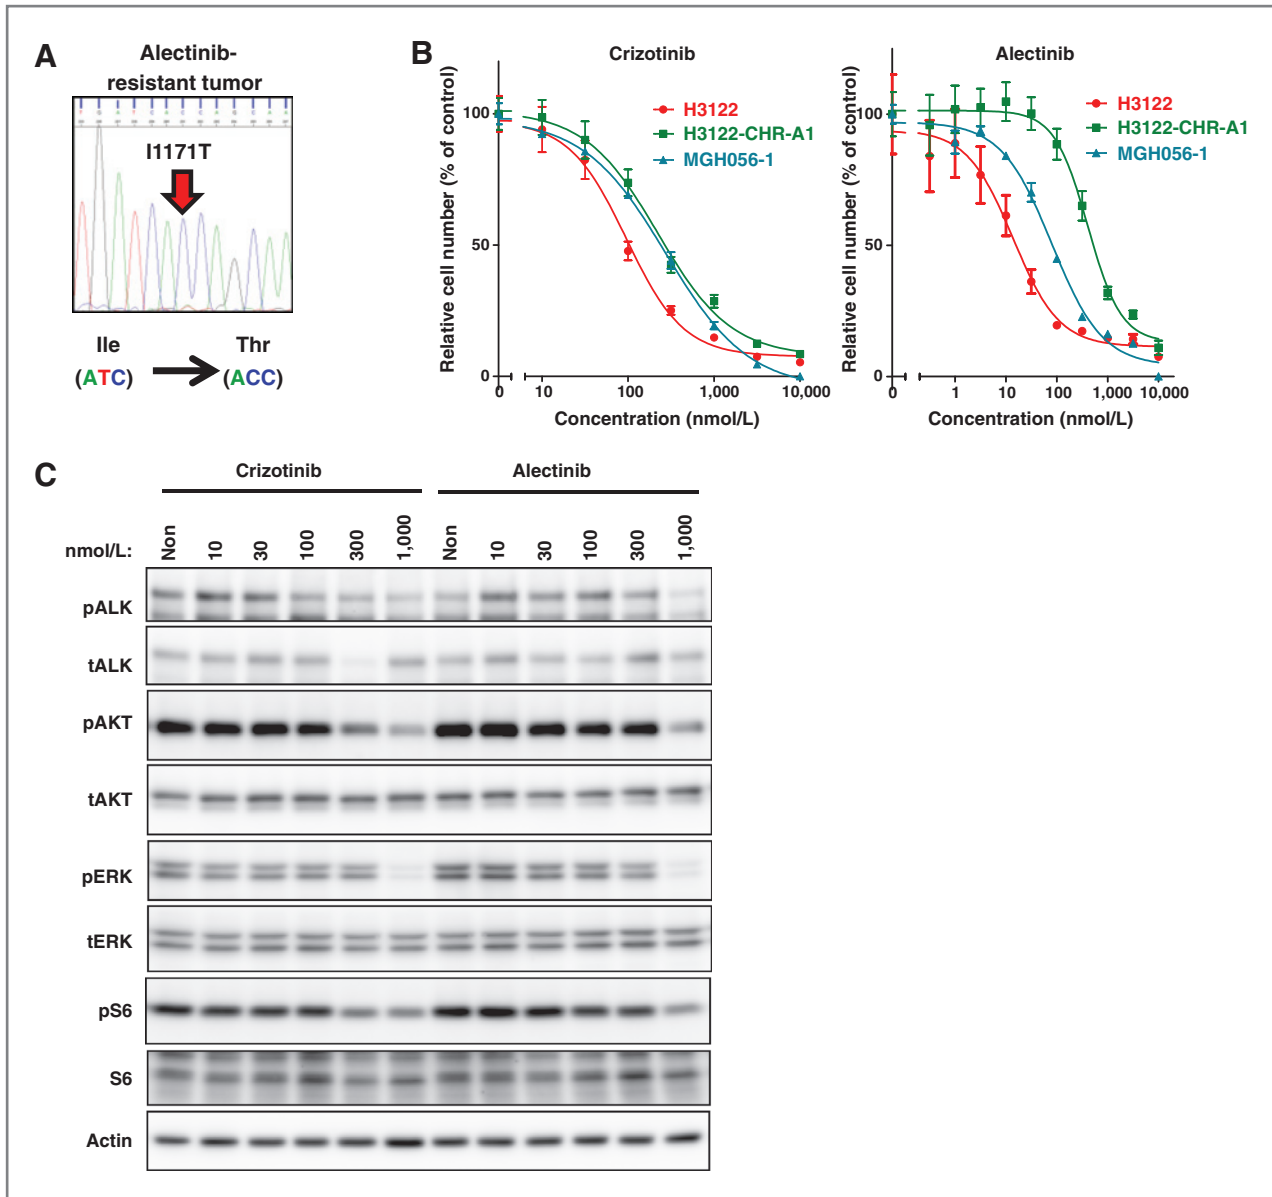 A
Alectinib-
resistant tumor
I1171T
Ile
Thr
(ATC)
(ACC)
B
Crizotinib
Relative cell number (% of control)
100
50
0
H3122
H3122-CHR-A1
MGH056-1
0
10
100
1,000
10,000
Concentration (nmol/L)
Alectinib
Relative cell number (% of control)
100
50
0
H3122
H3122-CHR-A1
MGH056-1
0
1
10
100
1,000
10,000
Concentration (nmol/L)
C
Crizotinib
Alectinib
nmol/L:
Non
10
30
100
300
1,000
Non
10
30
100
300
1,000
pALK
tALK
pAKT
tAKT
pERK
tERK
pS6
S6
Actin